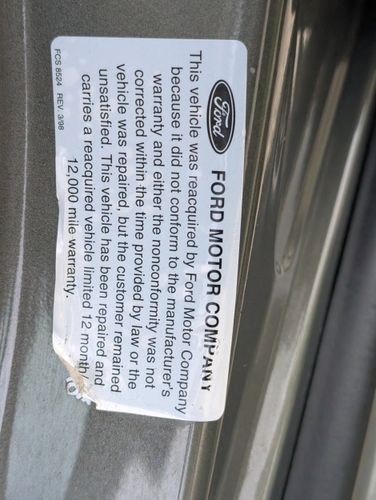 Ford
FORD MOTOR COMPANY
This vehicle was reacquired by Ford Motor Company
because it did not conform to the manufacturer's
warranty and either the nonconformity was not
corrected within the time provided by law or the
vehicle was repaired, but the customer remained
unsatisfied. This vehicle has been repaired and
carries a reacquired vehicle limited 12 month
12,000 mile warranty.
FCS 8524 REV. 3/98